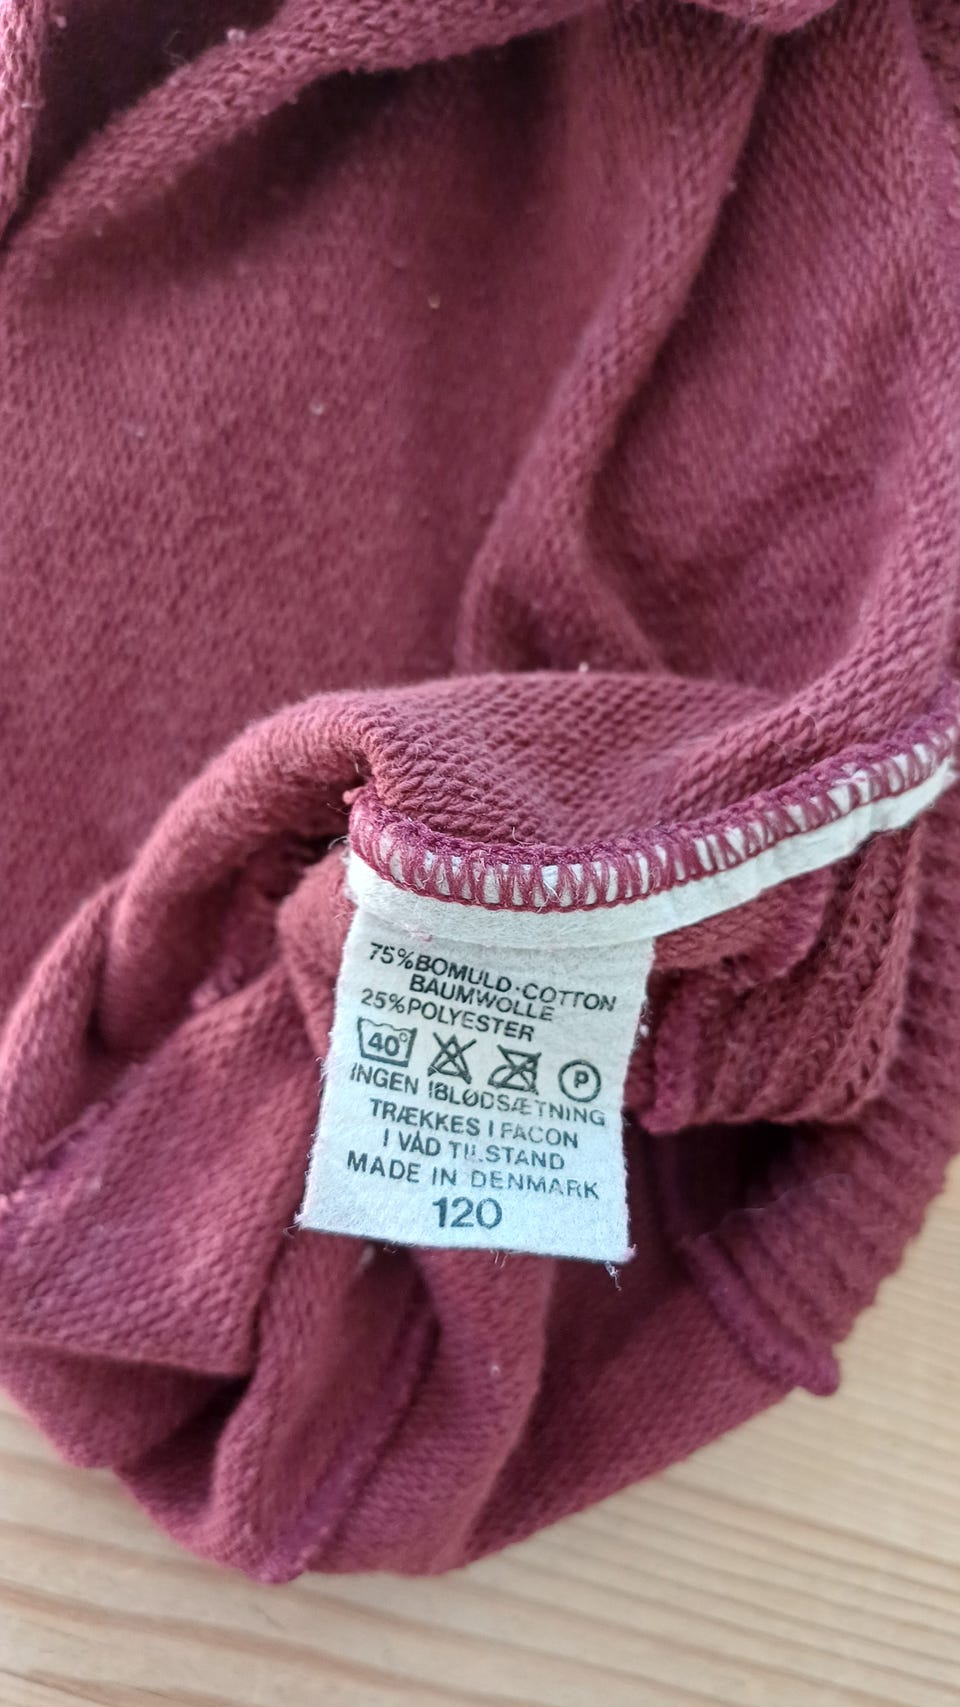 75%BOMULD·COTTON
BAUMWOLLE
25%POLYESTER
40° P
INGEN IBLØDSÆTNING
TRÆKKES I FACON
I VÅD TILSTAND
MADE IN DENMARK
120